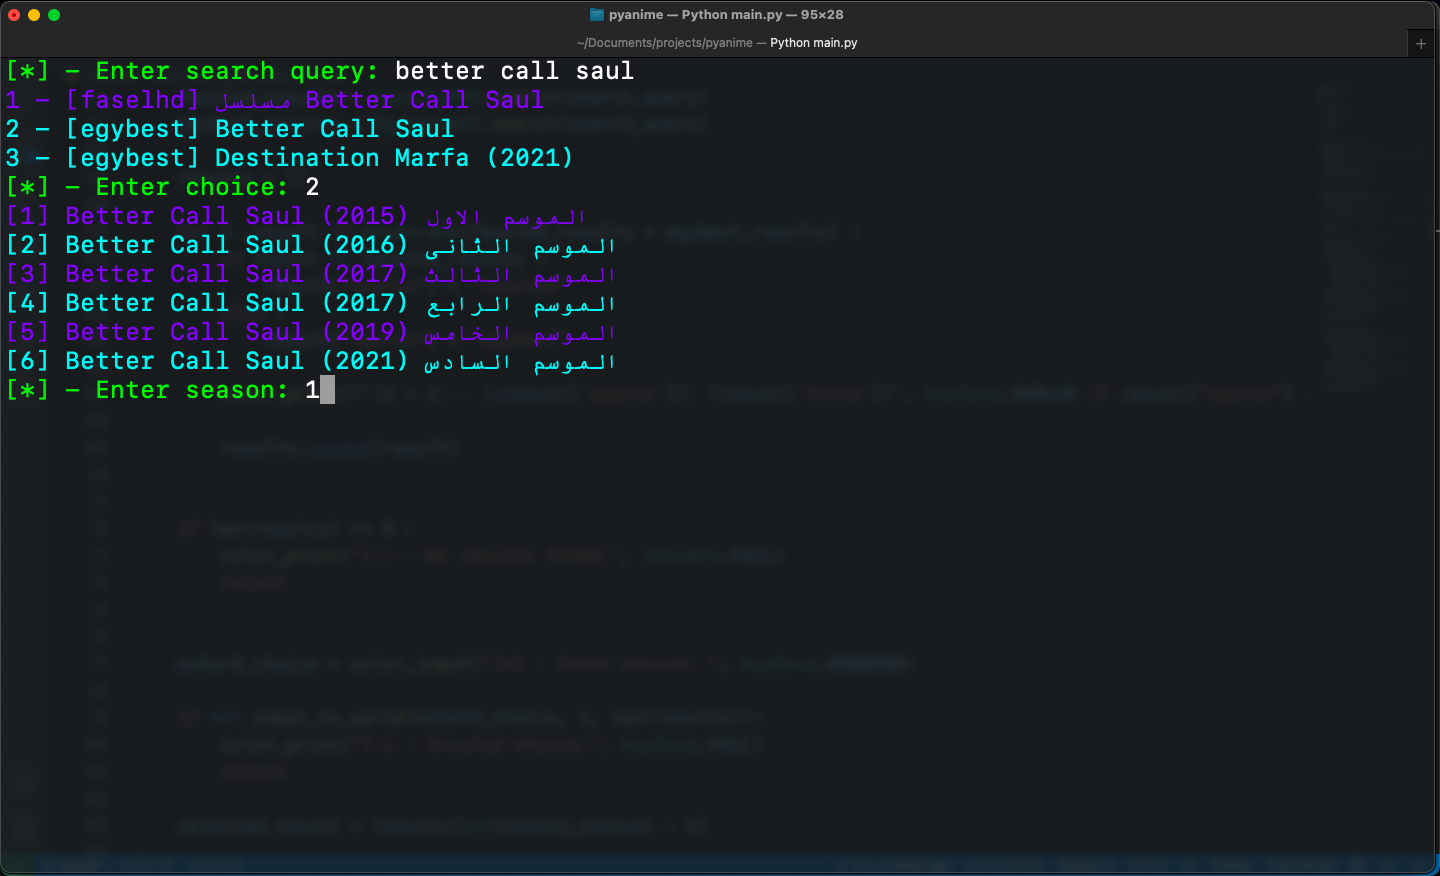 pyanime — Python main.py — 95×28
~/Documents/projects/pyanime — Python main.py
[*] - Enter search query: better call saul
1 - [faselhd] مسلسل Better Call Saul
2 - [egybest] Better Call Saul
3 - [egybest] Destination Marfa (2021)
[*] - Enter choice: 2
[1] Better Call Saul (2015) الموسم الاول
[2] Better Call Saul (2016) الموسم الثانى
[3] Better Call Saul (2017) الموسم الثالث
[4] Better Call Saul (2017) الموسم الرابع
[5] Better Call Saul (2019) الموسم الخامس
[6] Better Call Saul (2021) الموسم السادس
[*] - Enter season: 1